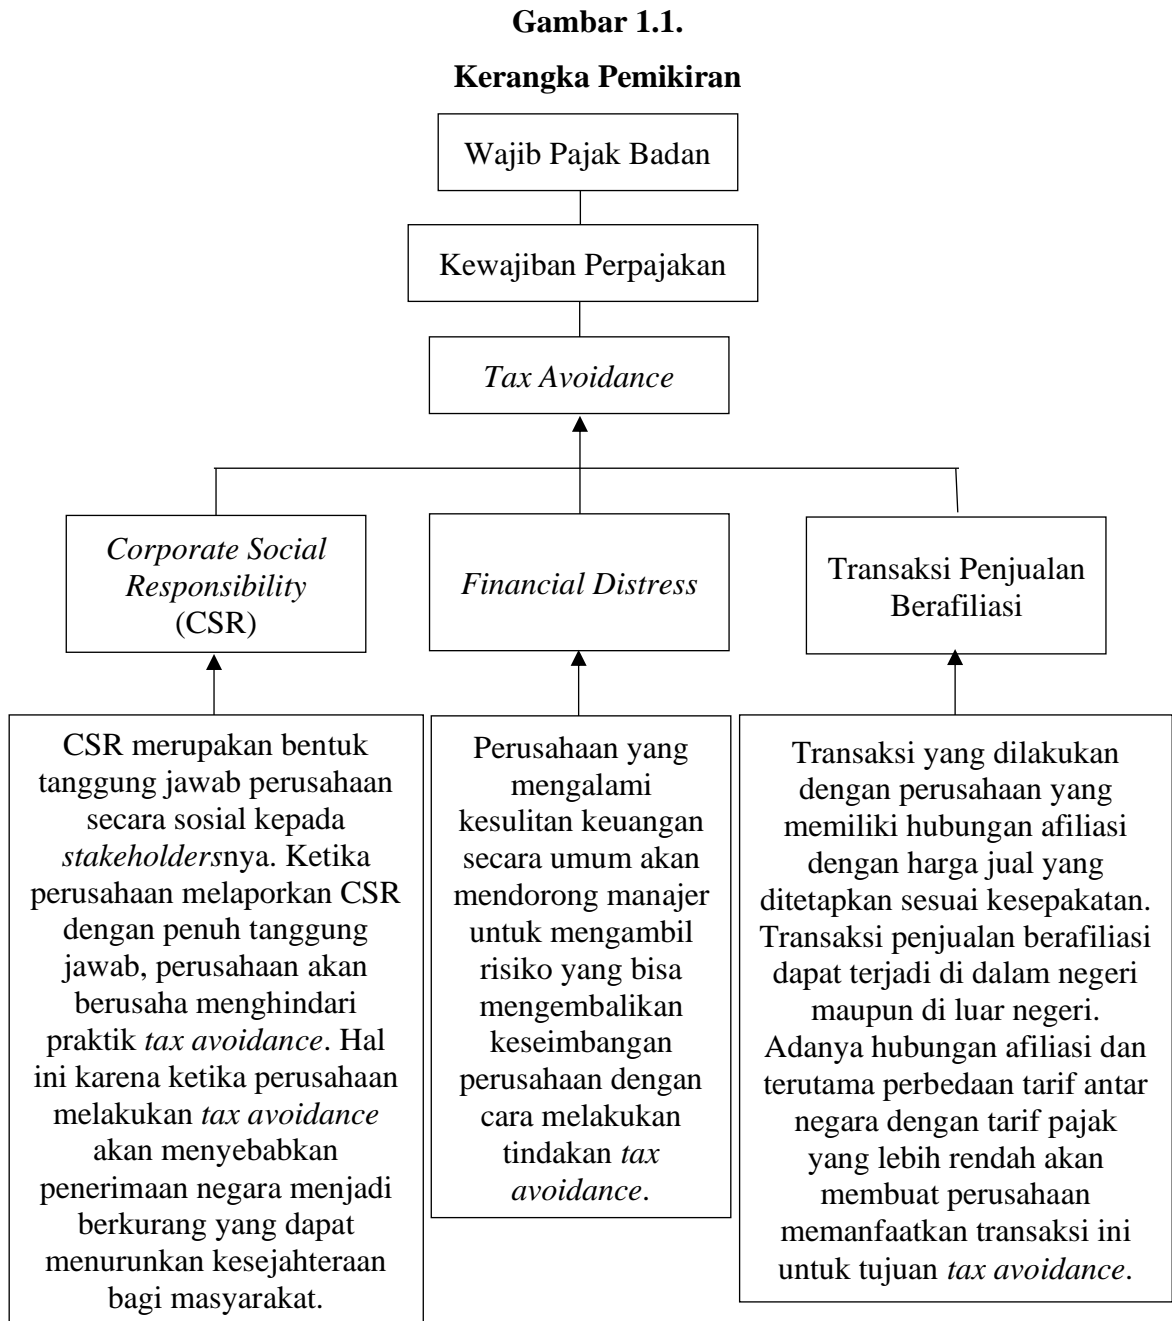 Gambar 1.1.
Kerangka Pemikiran
Wajib Pajak Badan
Kewajiban Perpajakan
Tax Avoidance
Corporate Social
Responsibility
(CSR)
Financial Distress
Transaksi Penjualan
Berafiliasi
CSR merupakan bentuk
tanggung jawab perusahaan
secara sosial kepada
stakeholdersnya. Ketika
perusahaan melaporkan CSR
dengan penuh tanggung
jawab, perusahaan akan
berusaha menghindari
praktik tax avoidance. Hal
ini karena ketika perusahaan
melakukan tax avoidance
akan menyebabkan
penerimaan negara menjadi
berkurang yang dapat
menurunkan kesejahteraan
bagi masyarakat.
Perusahaan yang
mengalami
kesulitan keuangan
secara umum akan
mendorong manajer
untuk mengambil
risiko yang bisa
mengembalikan
keseimbangan
perusahaan dengan
cara melakukan
tindakan tax
avoidance.
Transaksi yang dilakukan
dengan perusahaan yang
memiliki hubungan afiliasi
dengan harga jual yang
ditetapkan sesuai kesepakatan.
Transaksi penjualan berafiliasi
dapat terjadi di dalam negeri
maupun di luar negeri.
Adanya hubungan afiliasi dan
terutama perbedaan tarif antar
negara dengan tarif pajak
yang lebih rendah akan
membuat perusahaan
memanfaatkan transaksi ini
untuk tujuan tax avoidance.